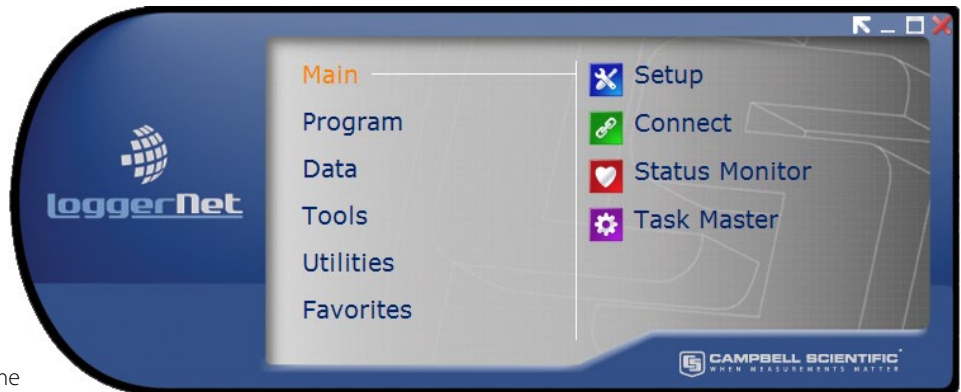 Main
Program
Data
Tools
Utilities
Favorites
Setup
Connect
Status Monitor
Task Master
LoggerNet
CAMPBELL SCIENTIFIC
WHEN MEASUREMENTS MATTER